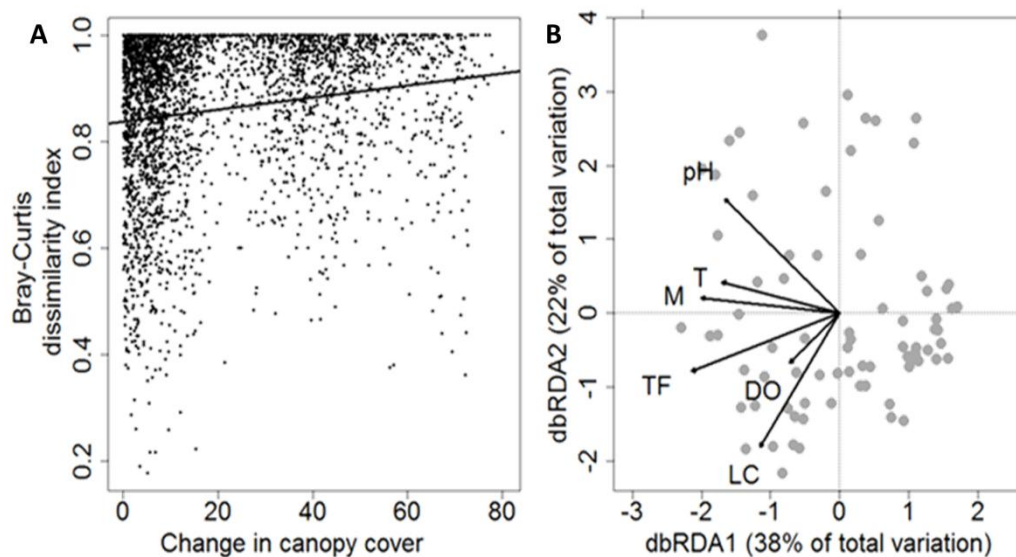 A
Bray-Curtis
dissimilarity index
1.0
0.8
0.6
0.4
0.2
0 20 40 60 80
Change in canopy cover
B
dbRDA2 (22% of total variation)
4
3
2
1
0
-1
-2
pH
T
M
TF
DO
LC
-3 -2 -1 0 1 2
dbRDA1 (38% of total variation)